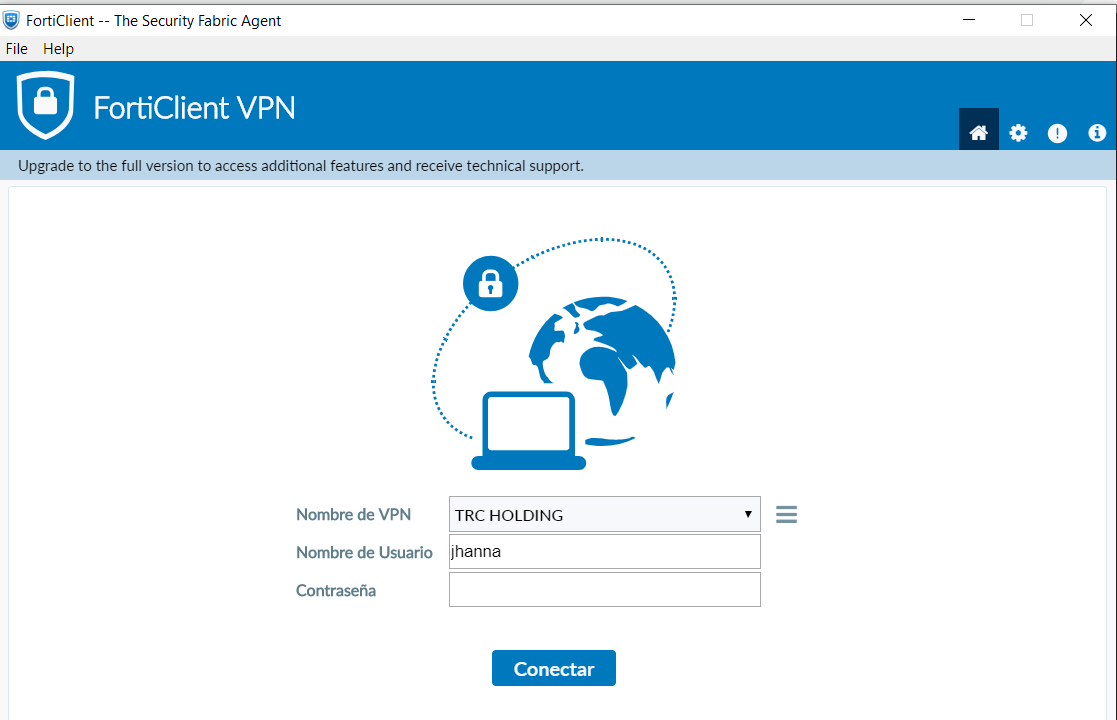 FortiClient -- The Security Fabric Agent
File Help
FortiClient VPN
Upgrade to the full version to access additional features and receive technical support.
Nombre de VPN TRC HOLDING
Nombre de Usuario jhanna
Contraseña
Conectar